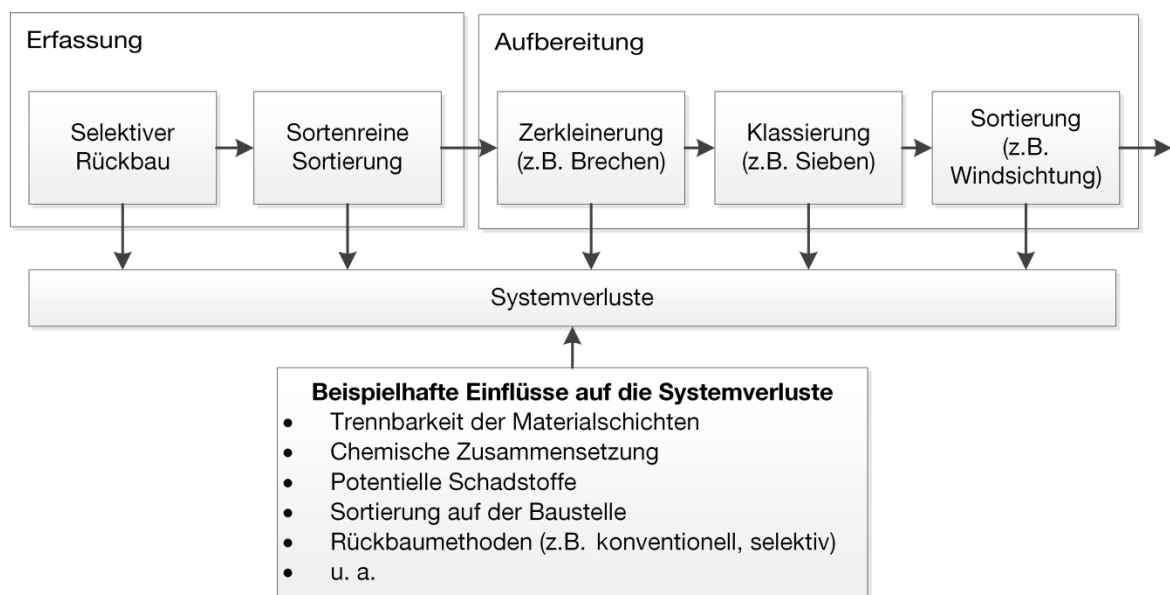 Erfassung
Selektiver
Rückbau
Sortenreine
Sortierung
Aufbereitung
Zerkleinerung
(z.B. Brechen)
Klassierung
(z.B. Sieben)
Sortierung
(z.B.
Windsichtung)
Systemverluste
Beispielhafte Einflüsse auf die Systemverluste
• Trennbarkeit der Materialschichten
• Chemische Zusammensetzung
• Potentielle Schadstoffe
• Sortierung auf der Baustelle
• Rückbaumethoden (z.B. konventionell, selektiv)
• u. a.